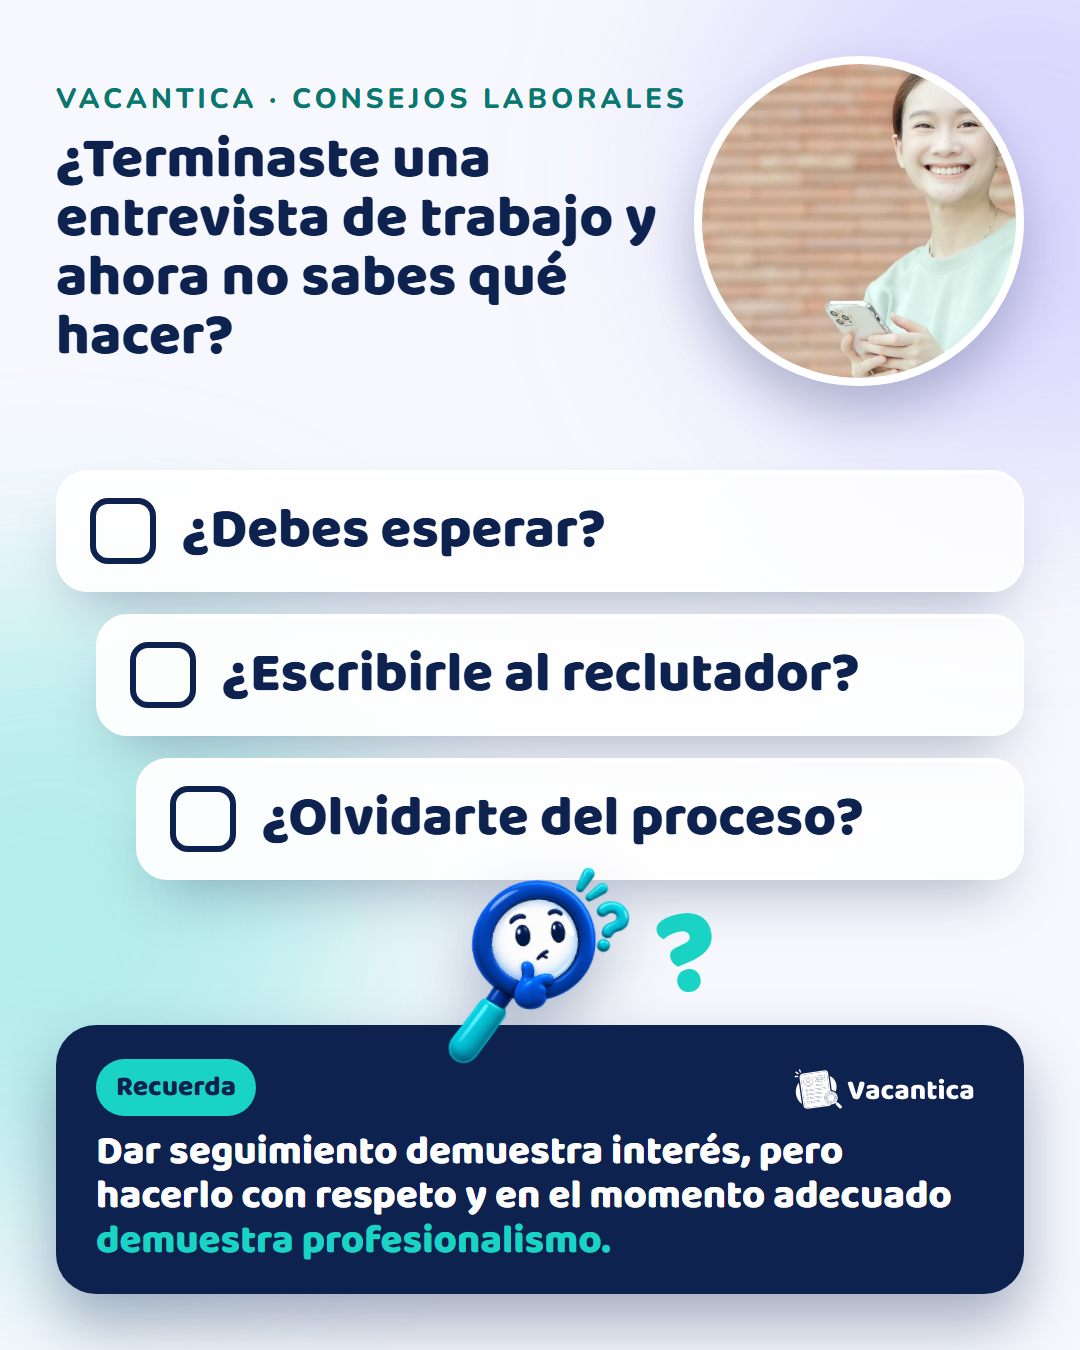 VACANTICA · CONSEJOS LABORALES
¿Terminaste una
entrevista de trabajo y
ahora no sabes qué
hacer?
¿Debes esperar?
¿Escribirle al reclutador?
¿Olvidarte del proceso?
?
?
Recuerda
Vacantica
Dar seguimiento demuestra interés, pero
hacerlo con respeto y en el momento adecuado
demuestra profesionalismo.